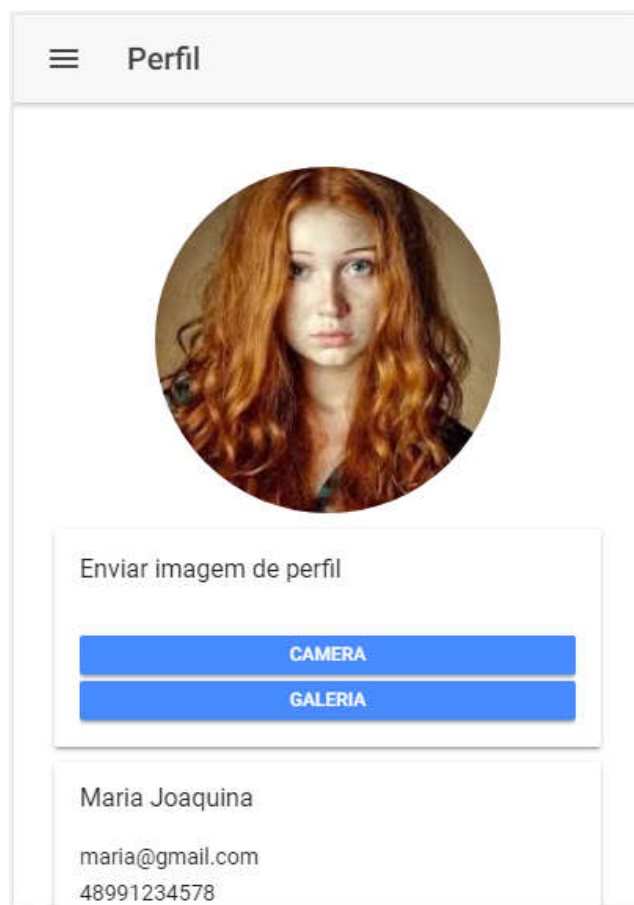 Perfil
Enviar imagem de perfil
CAMERA
GALERIA
Maria Joaquina
maria@gmail.com
48991234578